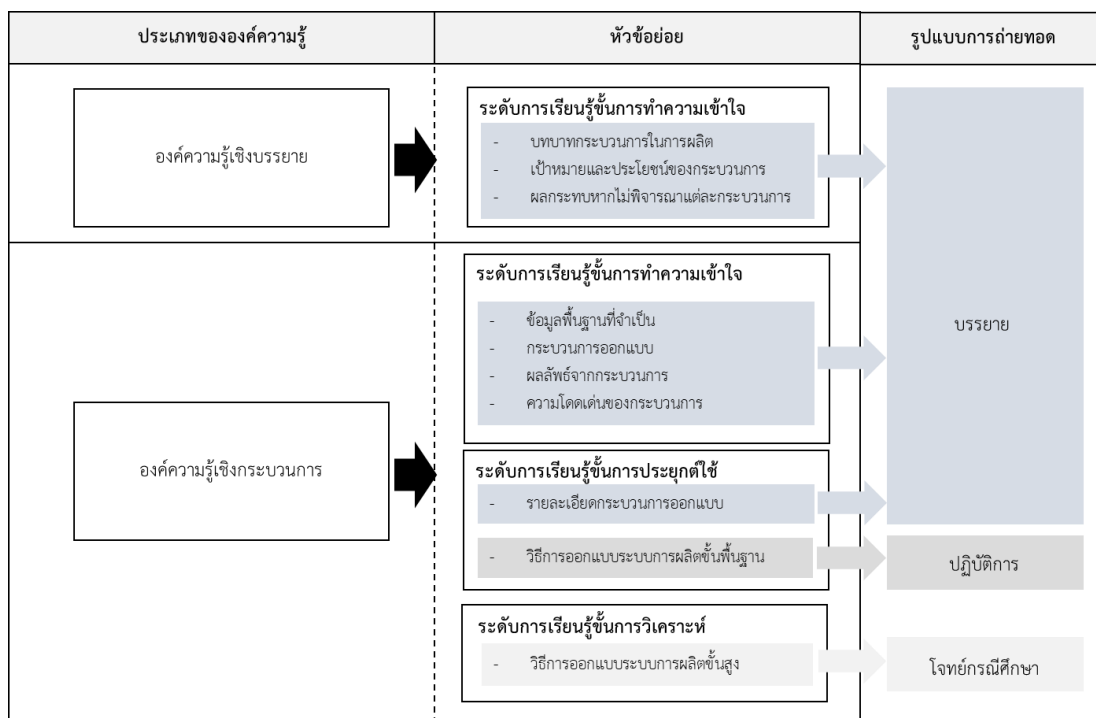 ประเภทขององค์ความรู้
หัวข้อย่อย
รูปแบบการถ่ายทอด
องค์ความรู้เชิงบรรยาย
ระดับการเรียนรู้ขั้นการทำความเข้าใจ
- บทบาทกระบวนการในการผลิต
- เป้าหมายและประโยชน์ของกระบวนการ
- ผลกระทบหากไม่พิจารณาแต่ละกระบวนการ
บรรยาย
องค์ความรู้เชิงกระบวนการ
ระดับการเรียนรู้ขั้นการทำความเข้าใจ
- ข้อมูลพื้นฐานที่จำเป็น
- กระบวนการออกแบบ
- ผลลัพธ์จากกระบวนการ
- ความโดดเด่นของกระบวนการ
ระดับการเรียนรู้ขั้นการประยุกต์ใช้
- รายละเอียดกระบวนการออกแบบ
- วิธีการออกแบบระบบการผลิตขั้นพื้นฐาน
ปฏิบัติการ
ระดับการเรียนรู้ขั้นการวิเคราะห์
- วิธีการออกแบบระบบการผลิตขั้นสูง
โจทย์กรณีศึกษา